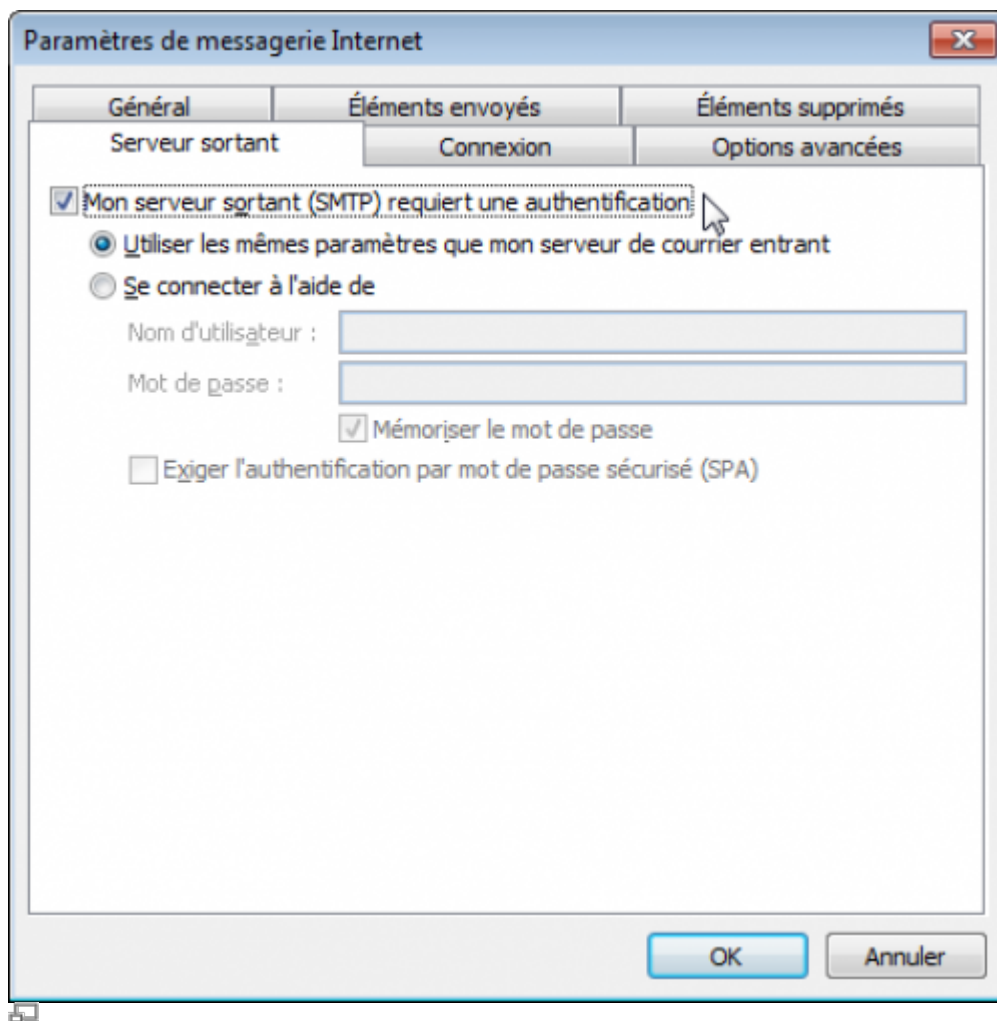 Paramètres de messagerie Internet
Général Éléments envoyés Éléments supprimés
Serveur sortant Connexion Options avancées
Mon serveur sortant (SMTP) requiert une authentification
Utiliser les mêmes paramètres que mon serveur de courrier entrant
Se connecter à l'aide de
Nom d'utilisateur :
Mot de passe :
Mémoriser le mot de passe
Exiger l'authentification par mot de passe sécurisé (SPA)
OK Annuler